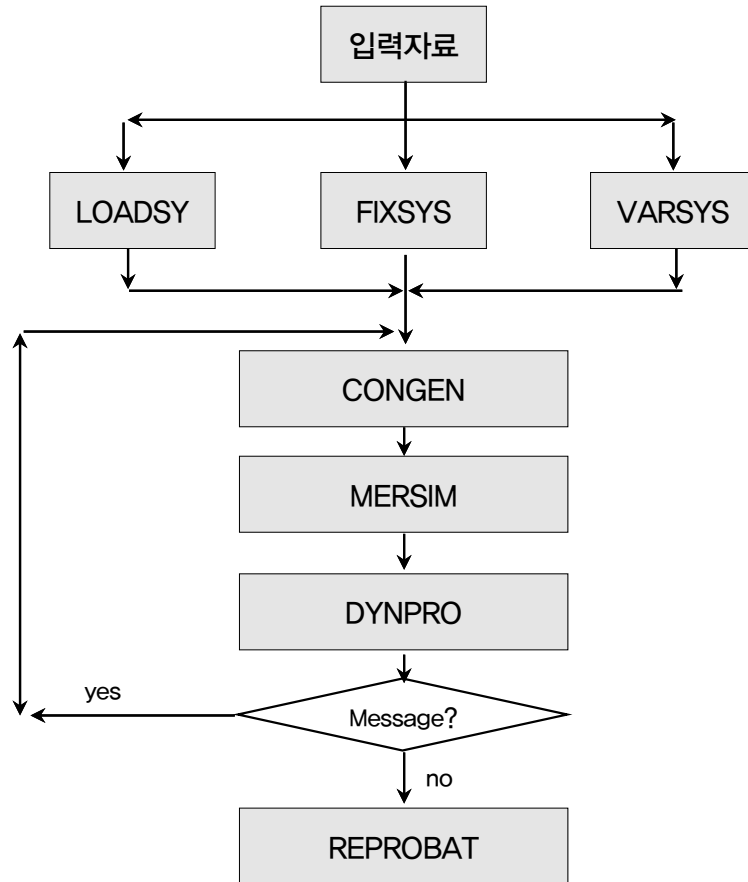 입력자료
LOADSY
FIXSYS
VARSYS
CONGEN
MERSIM
DYNPRO
yes
Message?
no
REPROBAT